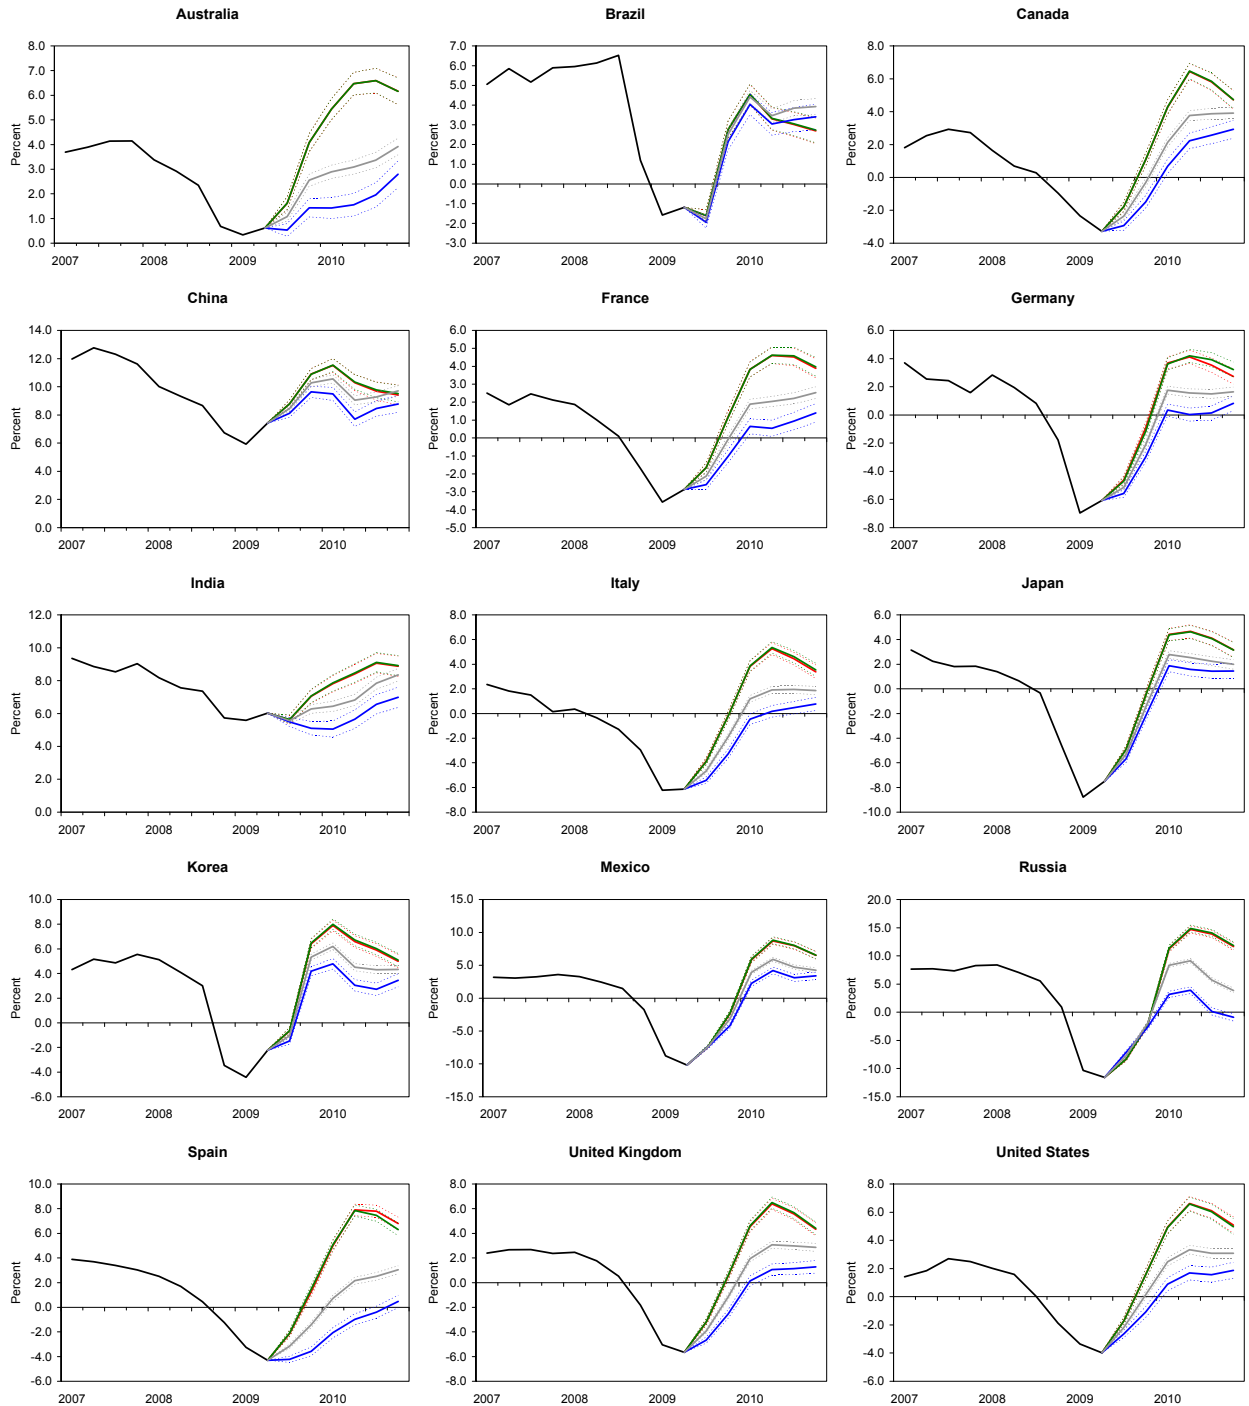 Australia
Percent
8.0
7.0
6.0
5.0
4.0
3.0
2.0
1.0
0.0
2007 2008 2009 2010
Brazil
7.0
6.0
5.0
4.0
3.0
2.0
1.0
0.0
-1.0
-2.0
-3.0
2007 2008 2009 2010
Canada
Percent
8.0
6.0
4.0
2.0
0.0
-2.0
-4.0
2007 2008 2009 2010
China
Percent
14.0
12.0
10.0
8.0
6.0
4.0
2.0
0.0
2007 2008 2009 2010
France
Percent
6.0
5.0
4.0
3.0
2.0
1.0
0.0
-1.0
-2.0
-3.0
-4.0
-5.0
2007 2008 2009 2010
Germany
Percent
6.0
4.0
2.0
0.0
-2.0
-4.0
-6.0
-8.0
2007 2008 2009 2010
India
Percent
12.0
10.0
8.0
6.0
4.0
2.0
0.0
2007 2008 2009 2010
Italy
Percent
8.0
6.0
4.0
2.0
0.0
-2.0
-4.0
-6.0
-8.0
2007 2008 2009 2010
Japan
Percent
6.0
4.0
2.0
0.0
-2.0
-4.0
-6.0
-8.0
-10.0
2007 2008 2009 2010
Korea
Percent
10.0
8.0
6.0
4.0
2.0
0.0
-2.0
-4.0
-6.0
2007 2008 2009 2010
Mexico
Percent
15.0
10.0
5.0
0.0
-5.0
-10.0
-15.0
2007 2008 2009 2010
Russia
Percent
20.0
15.0
10.0
5.0
0.0
-5.0
-10.0
-15.0
2007 2008 2009 2010
Spain
Percent
10.0
8.0
6.0
4.0
2.0
0.0
-2.0
-4.0
-6.0
2007 2008 2009 2010
United Kingdom
Percent
8.0
6.0
4.0
2.0
0.0
-2.0
-4.0
-6.0
-8.0
2007 2008 2009 2010
United States
Percent
8.0
6.0
4.0
2.0
0.0
-2.0
-4.0
-6.0
2007 2008 2009 2010